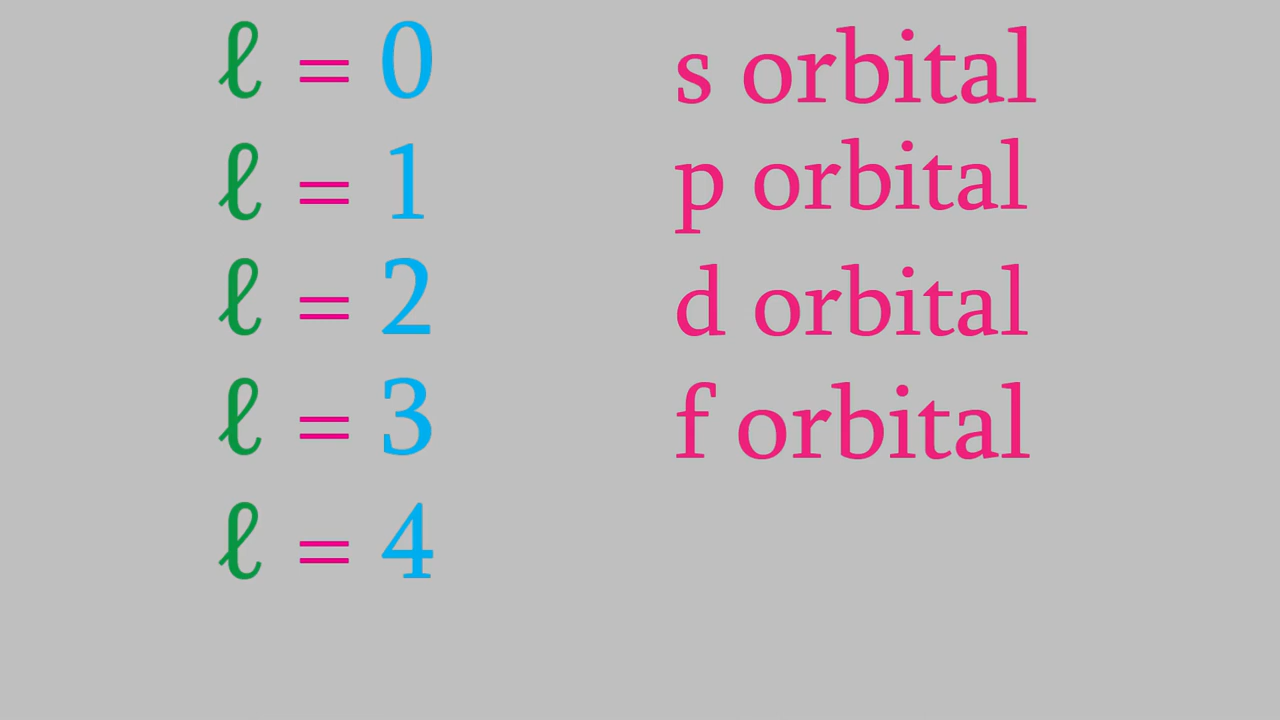 ℓ = 0 s orbital
ℓ = 1 p orbital
ℓ = 2 d orbital
ℓ = 3 f orbital
ℓ = 4